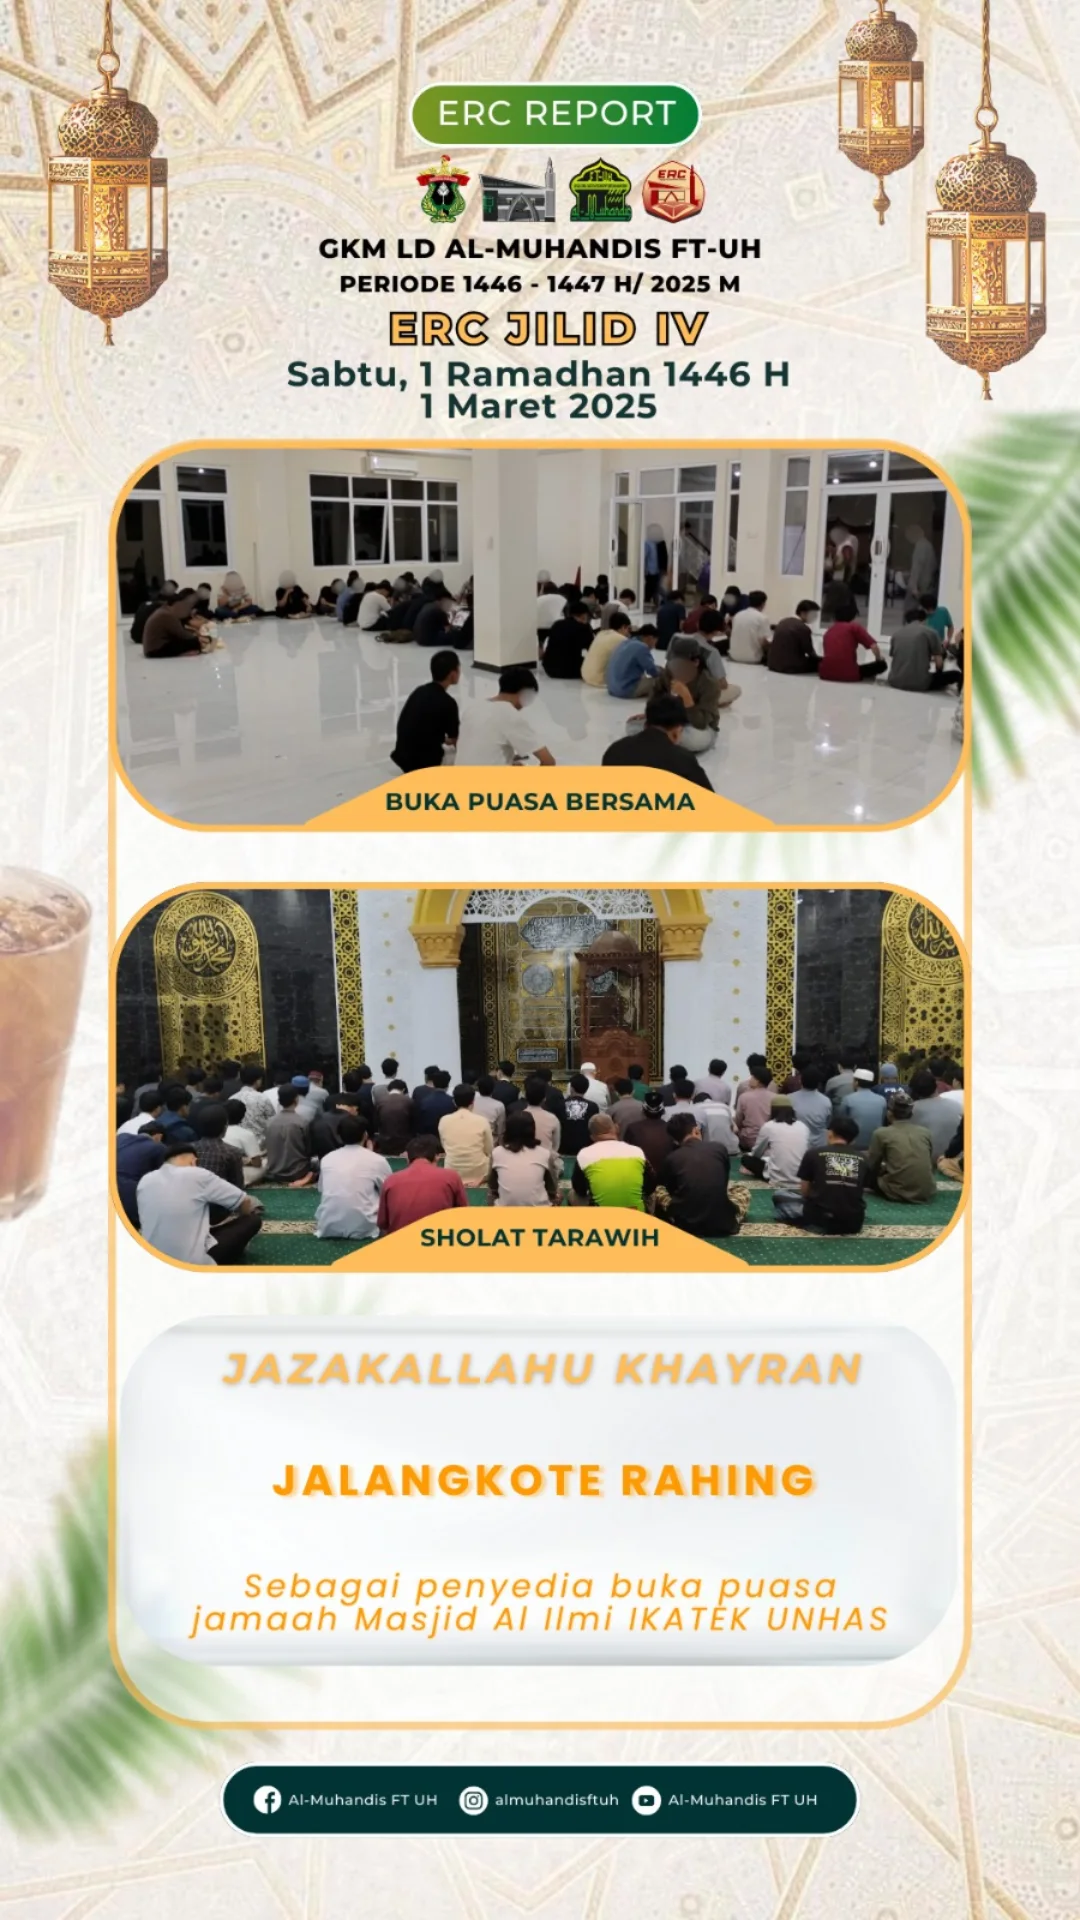 ERC REPORT
ERC
GKM LD AL-MUHANDIS FT-UH
PERIODE 1446 - 1447 H/ 2025 M
ERC JILID IV
Sabtu, 1 Ramadhan 1446 H
1 Maret 2025
BUKA PUASA BERSAMA
SHOLAT TARAWIH
JAZAKALLAHU KHAYRAN
JALANGKOTE RAHING
Sebagai penyedia buka puasa
jamaah Masjid Al Ilmi IKATEK UNHAS
Al-Muhandis FT UH almuhandisftuh Al-Muhandis FT UH